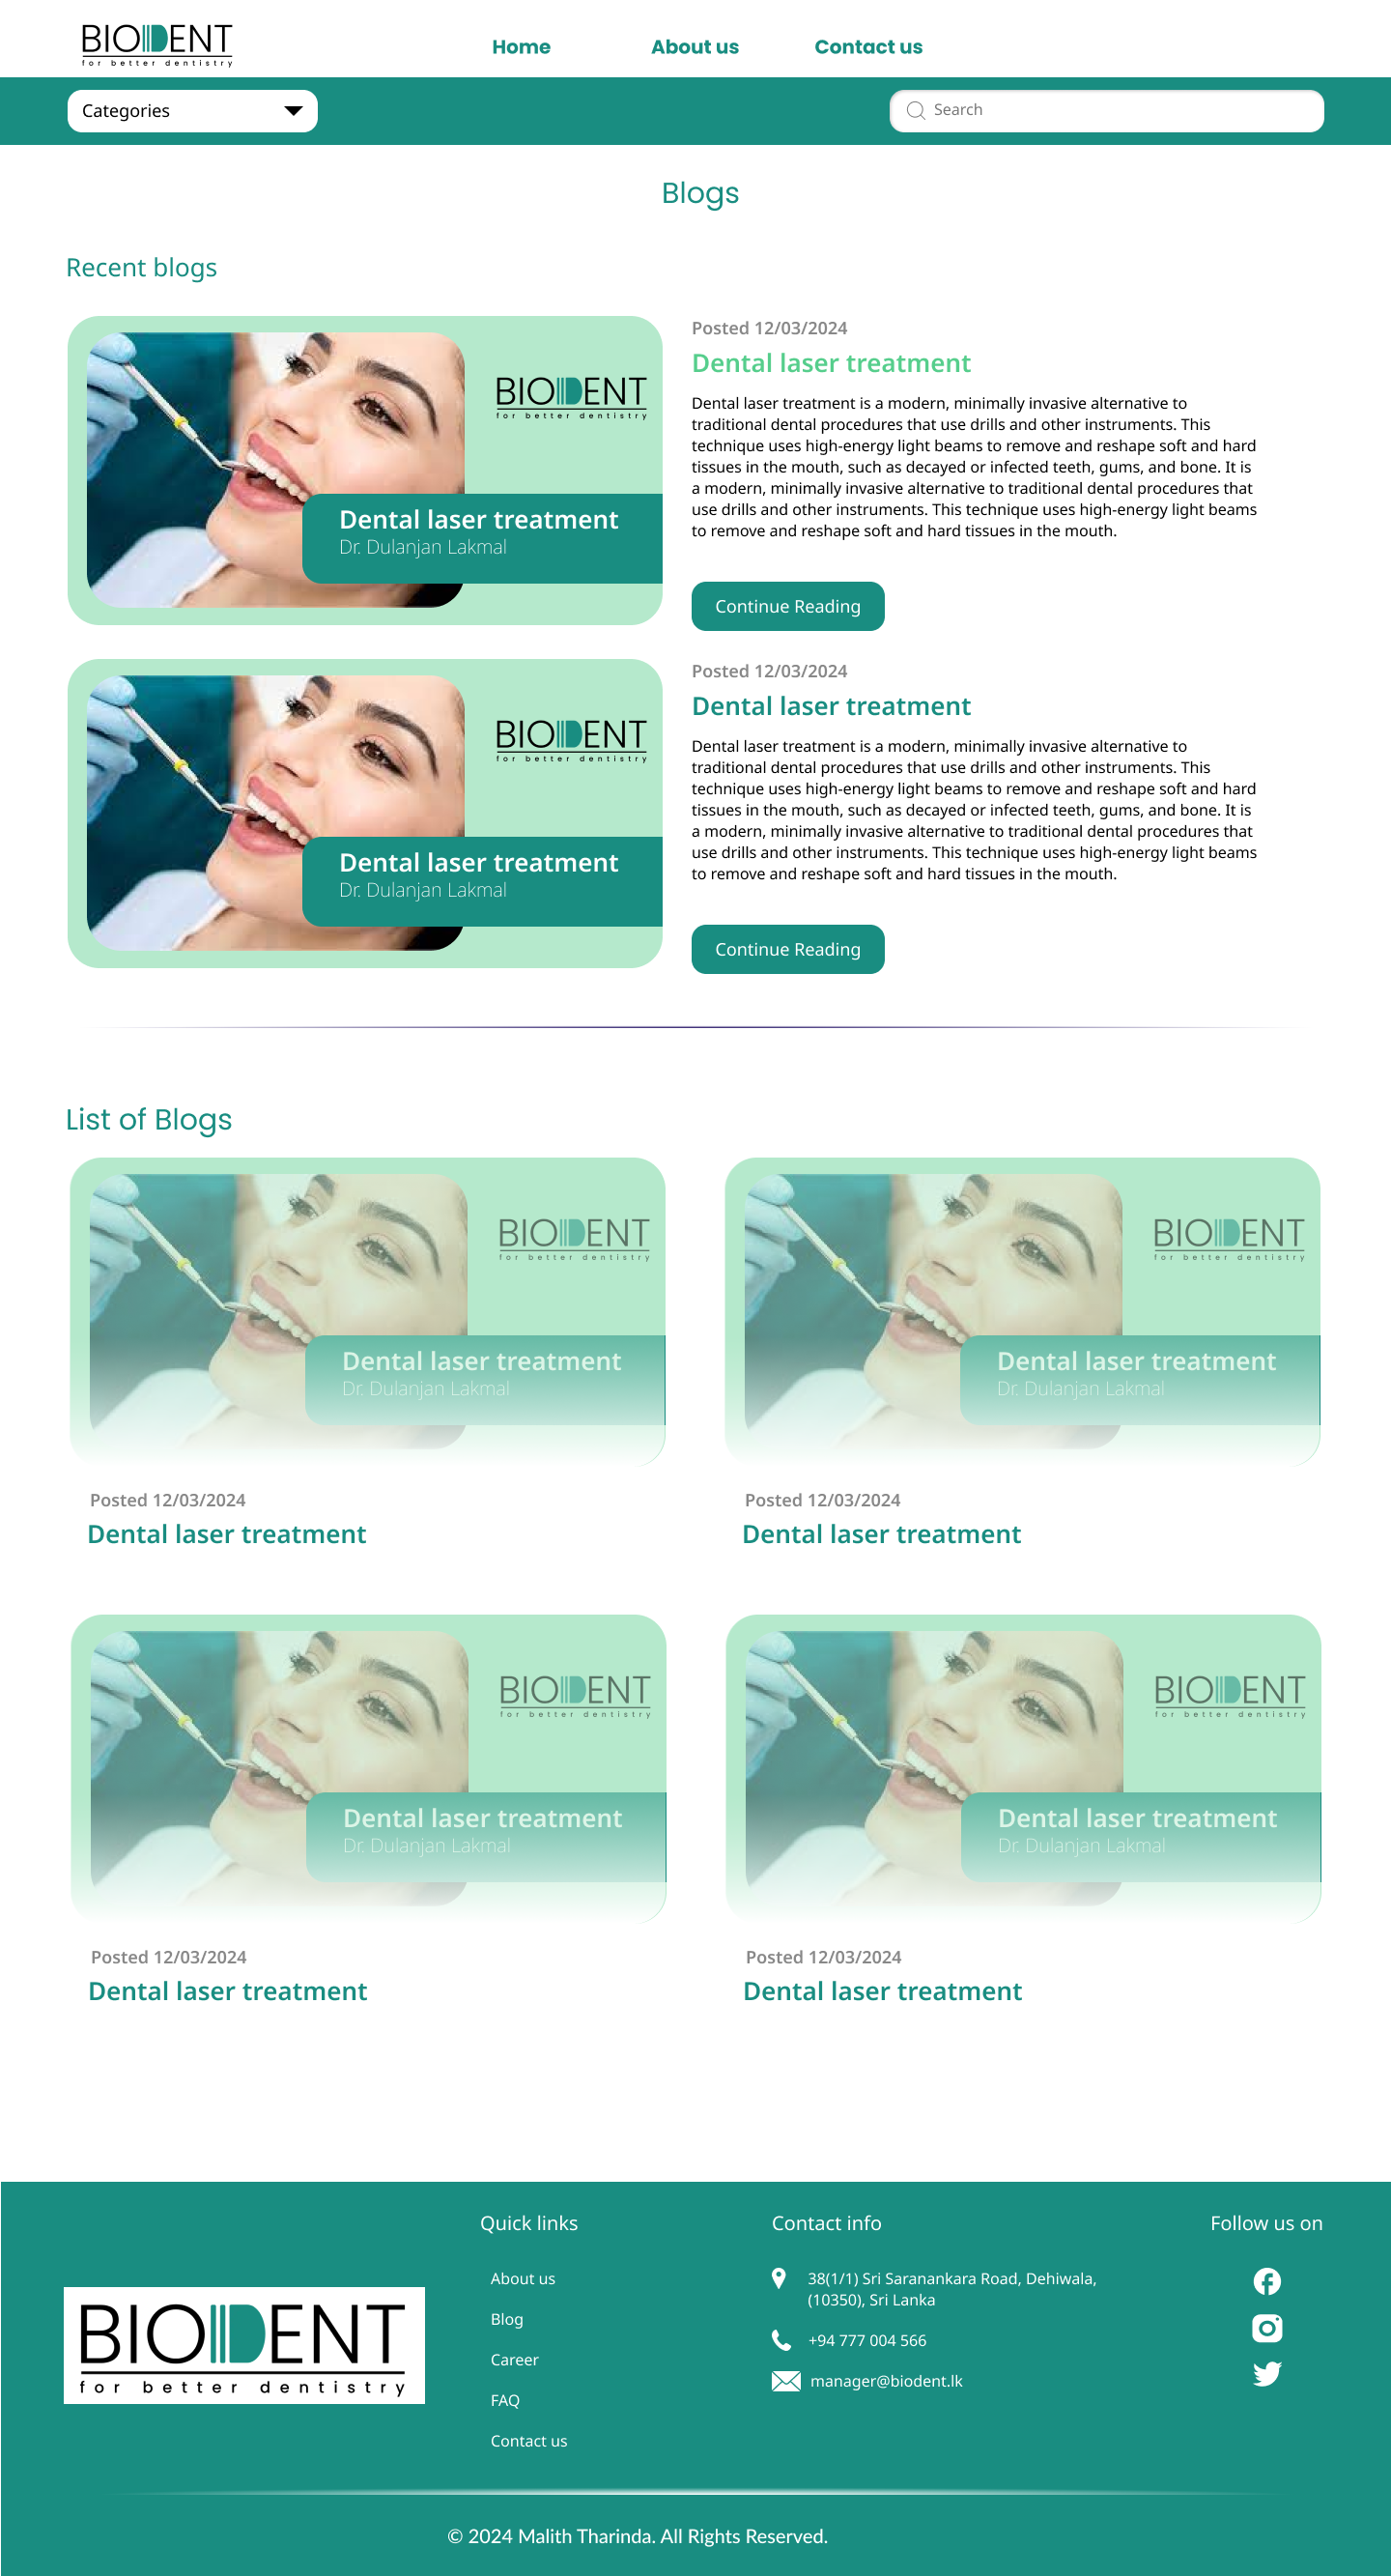 BIODENT
for better dentistry
Home About us Contact us
Categories
Search
Blogs
Recent blogs
BIODENT
for better dentistry
Dental laser treatment
Dr. Dulanjan Lakmal
Posted 12/03/2024
Dental laser treatment
Dental laser treatment is a modern, minimally invasive alternative to
traditional dental procedures that use drills and other instruments. This
technique uses high-energy light beams to remove and reshape soft and hard
tissues in the mouth, such as decayed or infected teeth, gums, and bone. It is
a modern, minimally invasive alternative to traditional dental procedures that
use drills and other instruments. This technique uses high-energy light beams
to remove and reshape soft and hard tissues in the mouth.
Continue Reading
BIODENT
for better dentistry
Dental laser treatment
Dr. Dulanjan Lakmal
Posted 12/03/2024
Dental laser treatment
Dental laser treatment is a modern, minimally invasive alternative to
traditional dental procedures that use drills and other instruments. This
technique uses high-energy light beams to remove and reshape soft and hard
tissues in the mouth, such as decayed or infected teeth, gums, and bone. It is
a modern, minimally invasive alternative to traditional dental procedures that
use drills and other instruments. This technique uses high-energy light beams
to remove and reshape soft and hard tissues in the mouth.
Continue Reading
List of Blogs
BIODENT
for better dentistry
Dental laser treatment
Dr. Dulanjan Lakmal
Posted 12/03/2024
Dental laser treatment
BIODENT
for better dentistry
Dental laser treatment
Dr. Dulanjan Lakmal
Posted 12/03/2024
Dental laser treatment
BIODENT
for better dentistry
Dental laser treatment
Dr. Dulanjan Lakmal
Posted 12/03/2024
Dental laser treatment
BIODENT
for better dentistry
Dental laser treatment
Dr. Dulanjan Lakmal
Posted 12/03/2024
Dental laser treatment
BIODENT
for better dentistry
Quick links
About us
Blog
Career
FAQ
Contact us
Contact info
38(1/1) Sri Saranankara Road, Dehiwala,
(10350), Sri Lanka
+94 777 004 566
manager@biodent.lk
Follow us on
© 2024 Malith Tharinda. All Rights Reserved.